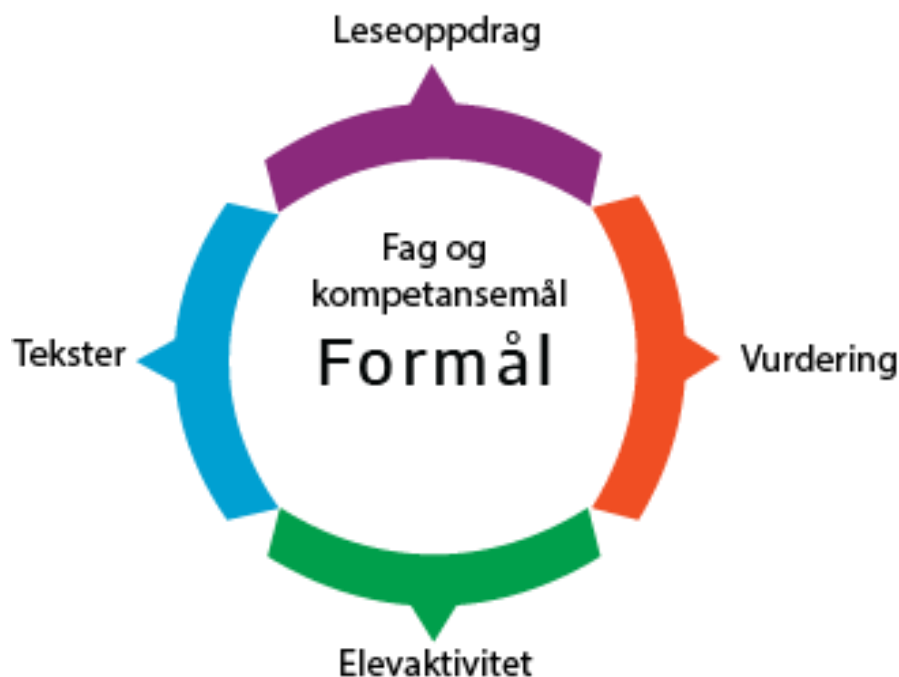 Leseoppdrag
Fag og
kompetansemål
Formål
Tekster
Vurdering
Elevaktivitet